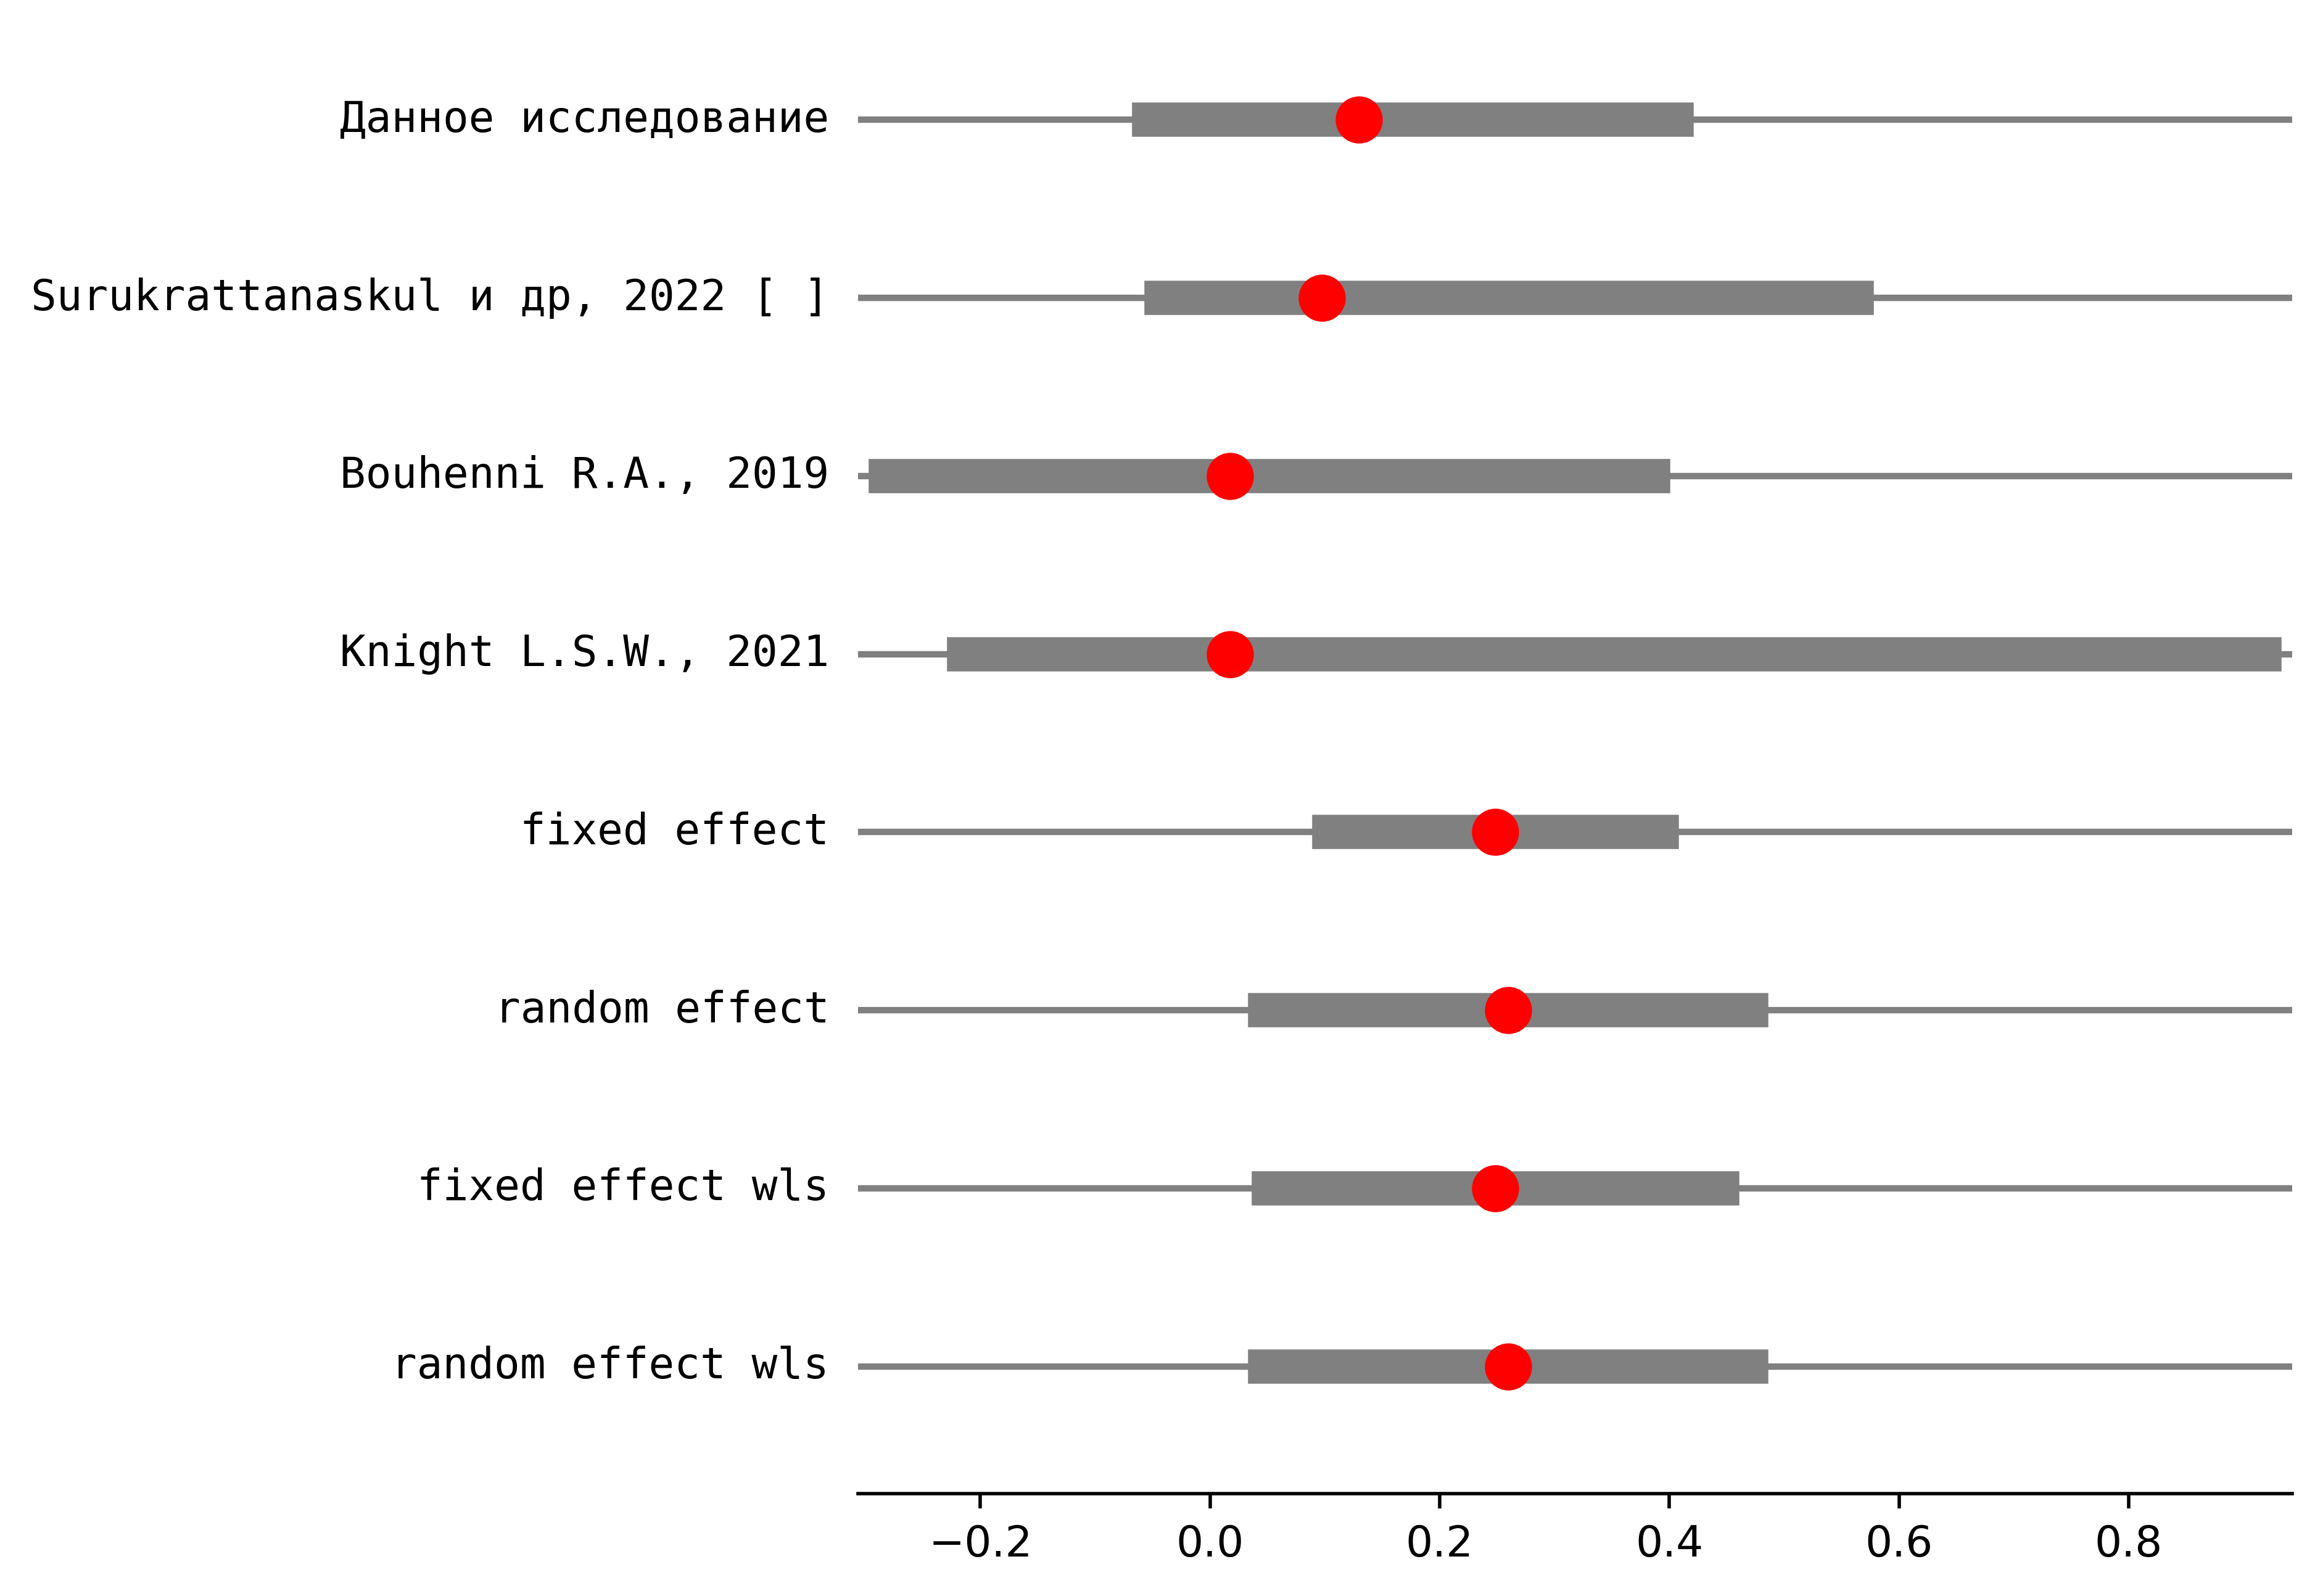 Данное исследование
Surukrattanaskul и др, 2022 [ ]
Bouhenni R.A., 2019
Knight L.S.W., 2021
fixed effect
random effect
fixed effect wls
random effect wls
−0.2 0.0 0.2 0.4 0.6 0.8